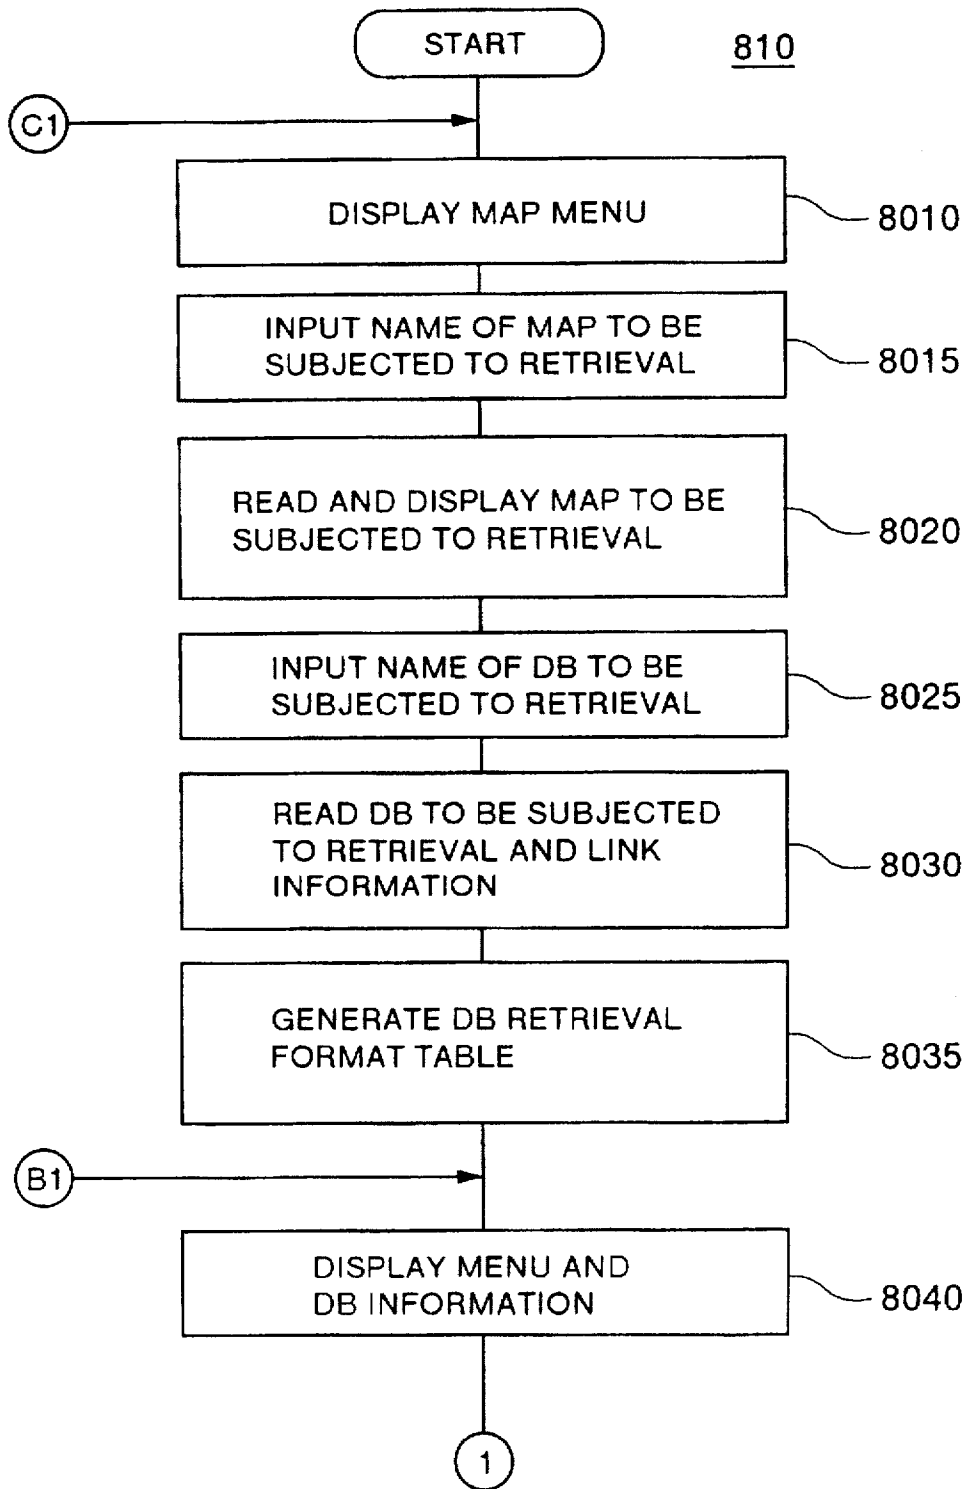 START
810
C1
DISPLAY MAP MENU
8010
INPUT NAME OF MAP TO BE
SUBJECTED TO RETRIEVAL
8015
READ AND DISPLAY MAP TO BE
SUBJECTED TO RETRIEVAL
8020
INPUT NAME OF DB TO BE
SUBJECTED TO RETRIEVAL
8025
READ DB TO BE SUBJECTED
TO RETRIEVAL AND LINK
INFORMATION
8030
GENERATE DB RETRIEVAL
FORMAT TABLE
8035
B1
DISPLAY MENU AND
DB INFORMATION
8040
1